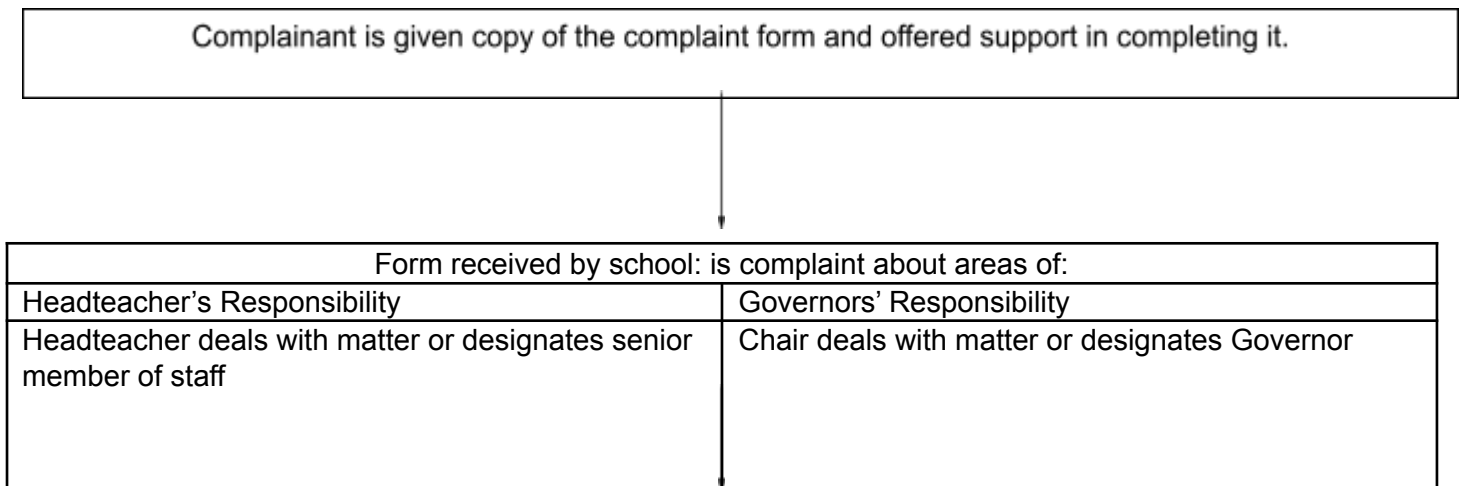 Complainant is given copy of the complaint form and offered support in completing it.
Form received by school: is complaint about areas of:
Headteacher’s Responsibility
Governors’ Responsibility
Headteacher deals with matter or designates senior
member of staff
Chair deals with matter or designates Governor